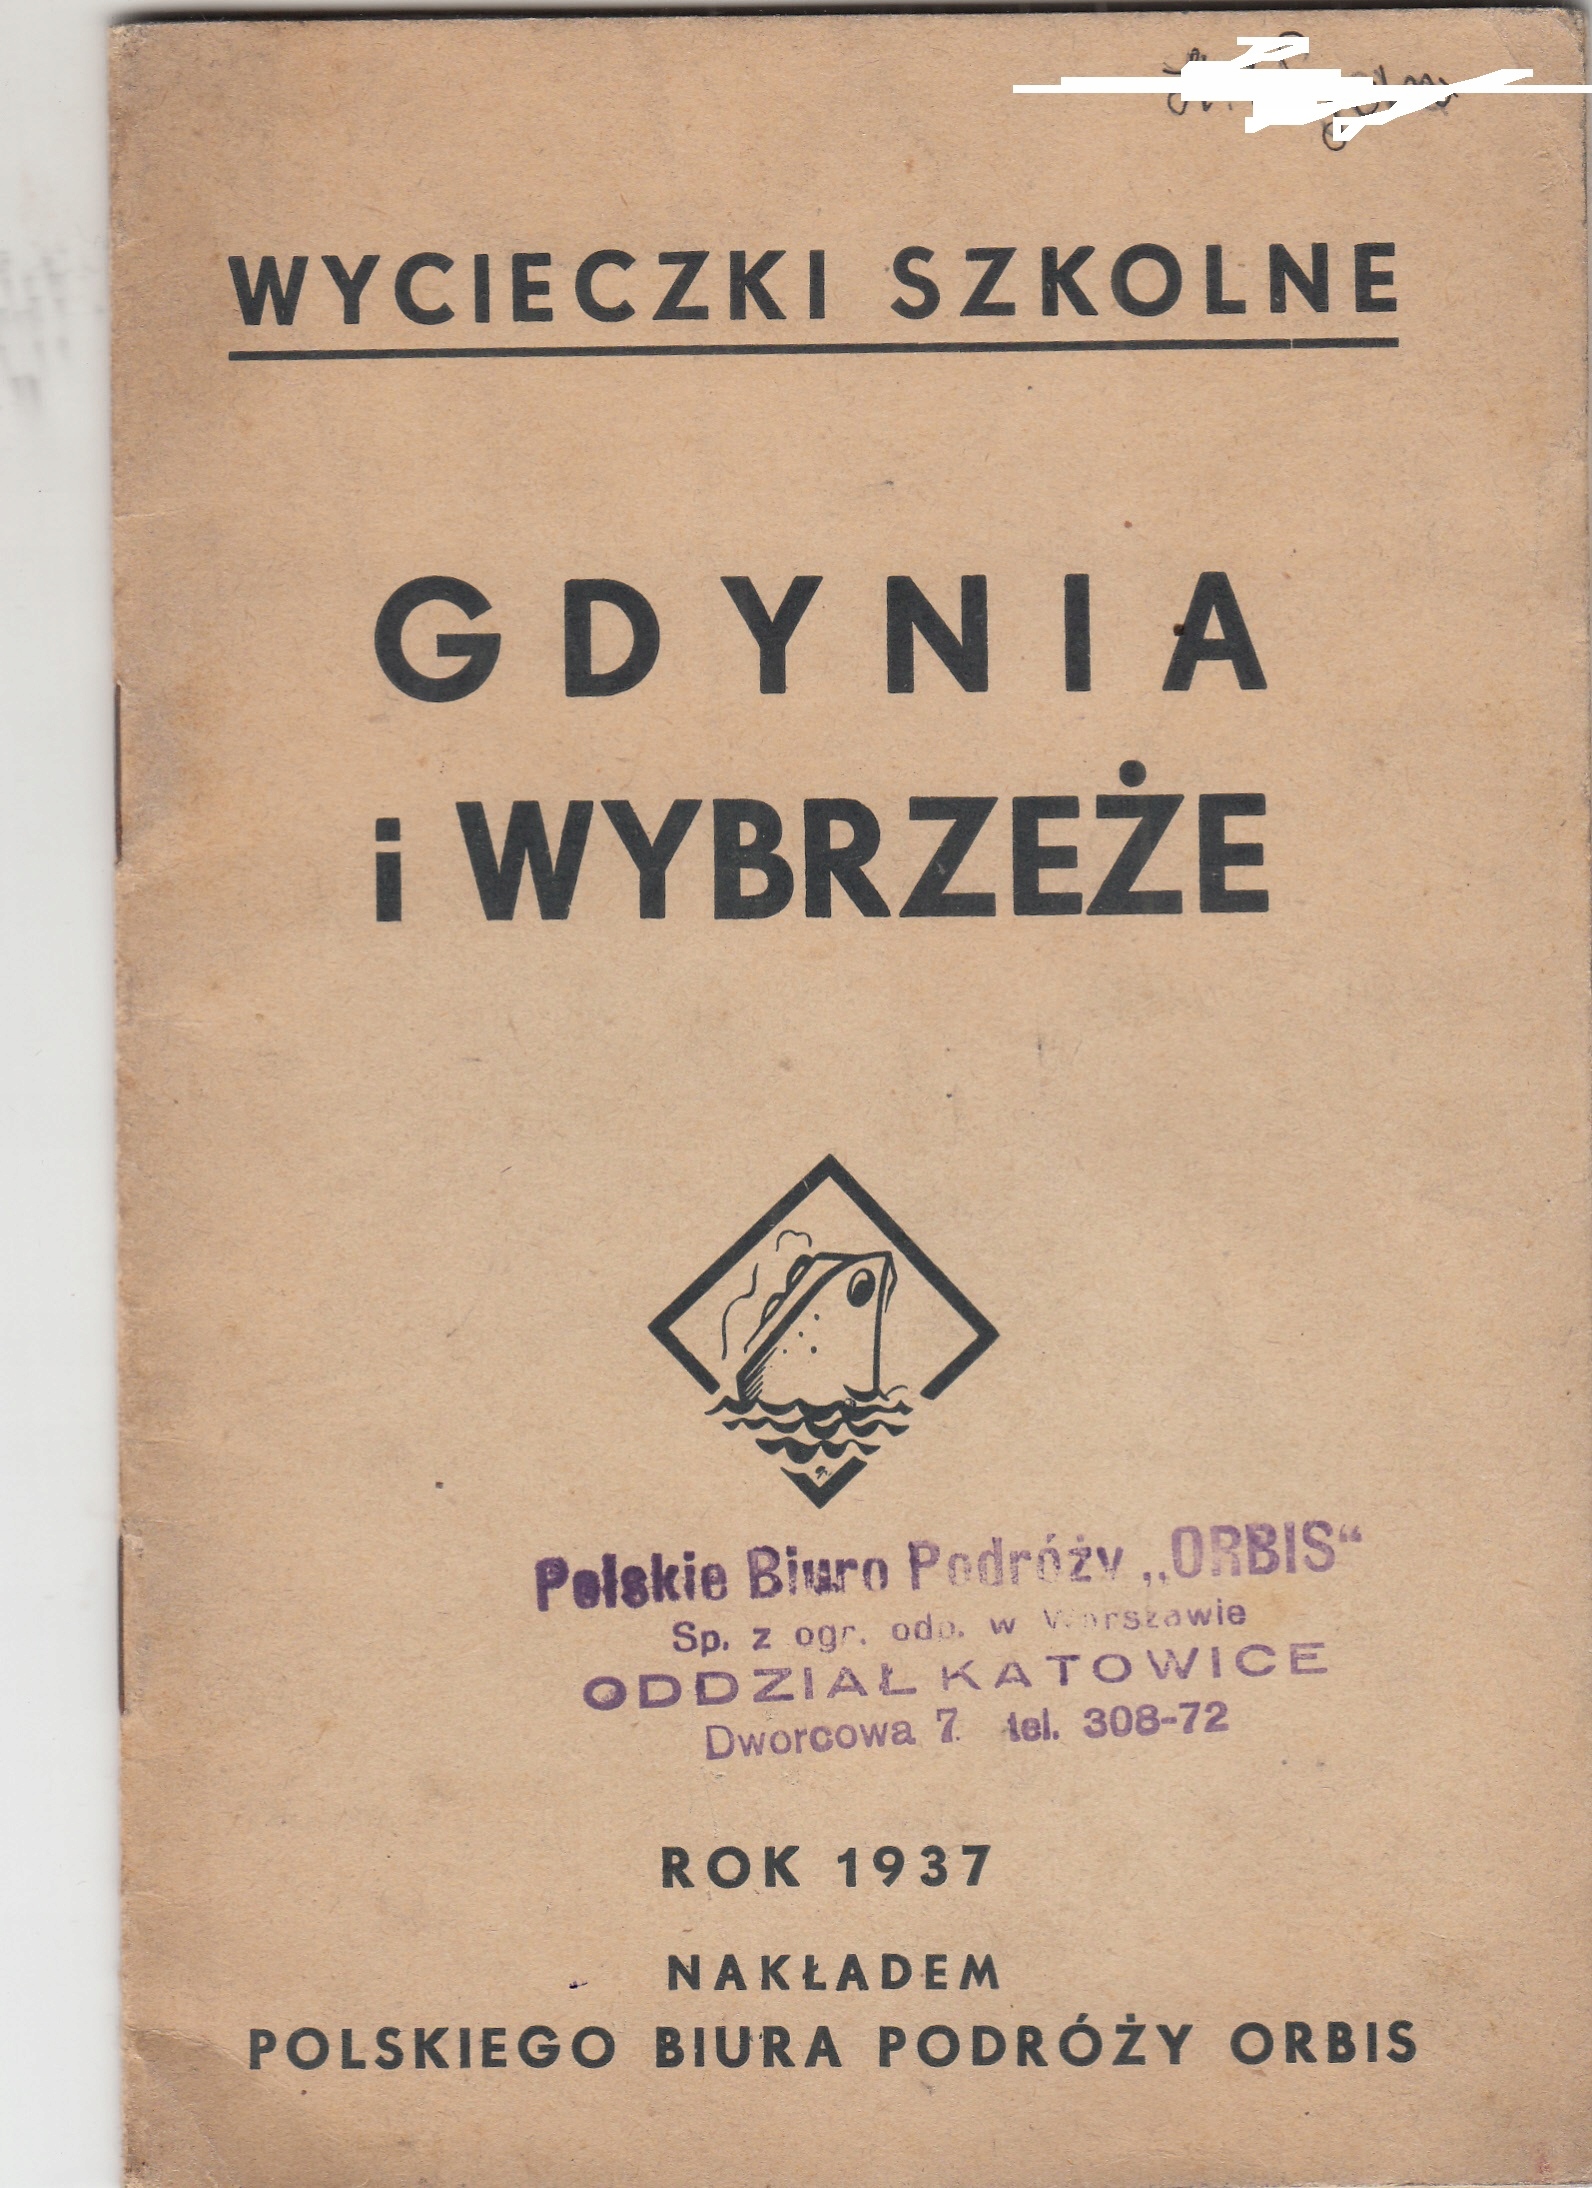 WYCIECZKI SZKOLNE
GDYNIA
i WYBRZEŻE
Polskie Biuro Podróży „ORBIS“
Sp. z ogr. odp. w Warszawie
ODDZIAŁ KATOWICE
Dworcowa 7. tel. 308-72
ROK 1937
NAKŁADEM
POLSKIEGO BIURA PODRÓŻY ORBIS